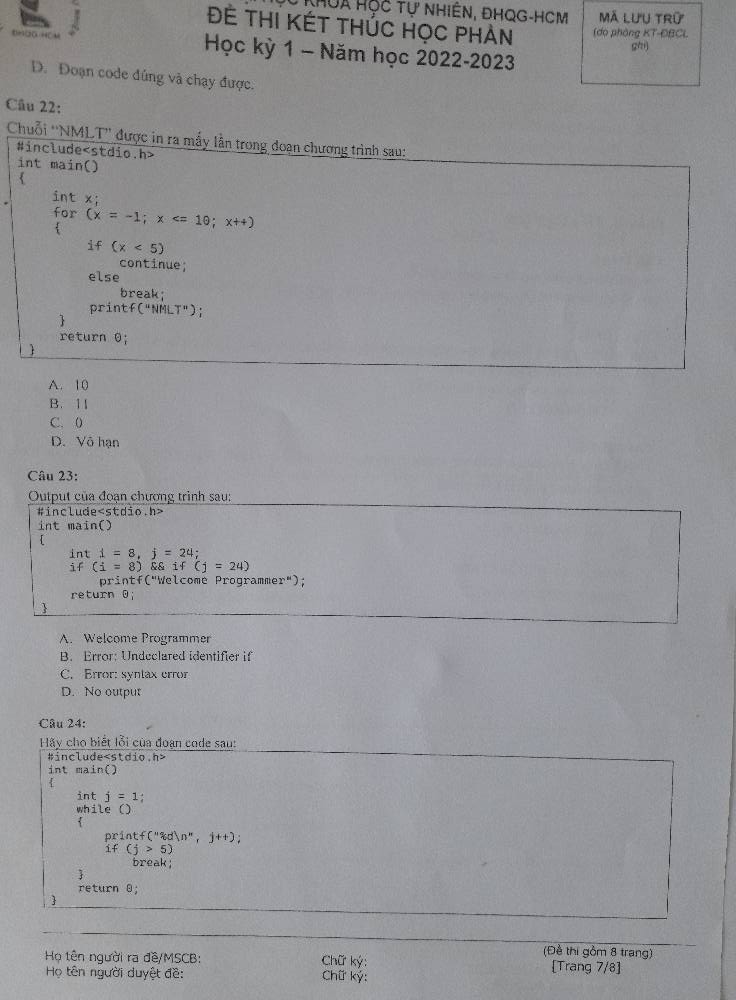 KHOA HỌC TỰ NHIÊN, ĐHQG-HCM
ĐỀ THI KẾT THÚC HỌC PHẦN
Học kỳ 1 – Năm học 2022-2023
MÃ LƯU TRỮ
(do phòng KT-ĐBCL
ghi)
ĐHQG-HCM
D. Đoạn code đúng và chạy được.
Câu 22:
Chuỗi “NMLT” được in ra mấy lần trong đoạn chương trình sau:
#include<stdio.h>
int main()
{
int x;
for (x = -1; x <= 10; x++)
{
if (x < 5)
continue;
else
break;
printf("NMLT");
}
return 0;
}
A. 10
B. 11
C. 0
D. Vô hạn
Câu 23:
Output của đoạn chương trình sau:
#include<stdio.h>
int main()
{
int i = 8, j = 24;
if (i = 8) && if (j = 24)
printf("Welcome Programmer");
return 0;
}
A. Welcome Programmer
B. Error: Undeclared identifier if
C. Error: syntax error
D. No output
Câu 24:
Hãy cho biết lỗi của đoạn code sau:
#include<stdio.h>
int main()
{
int j = 1;
while ()
{
printf("%d\n", j++);
if (j > 5)
break;
}
return 0;
}
Họ tên người ra đề/MSCB:
Chữ ký:
(Đề thi gồm 8 trang)
Họ tên người duyệt đề:
Chữ ký:
[Trang 7/8]